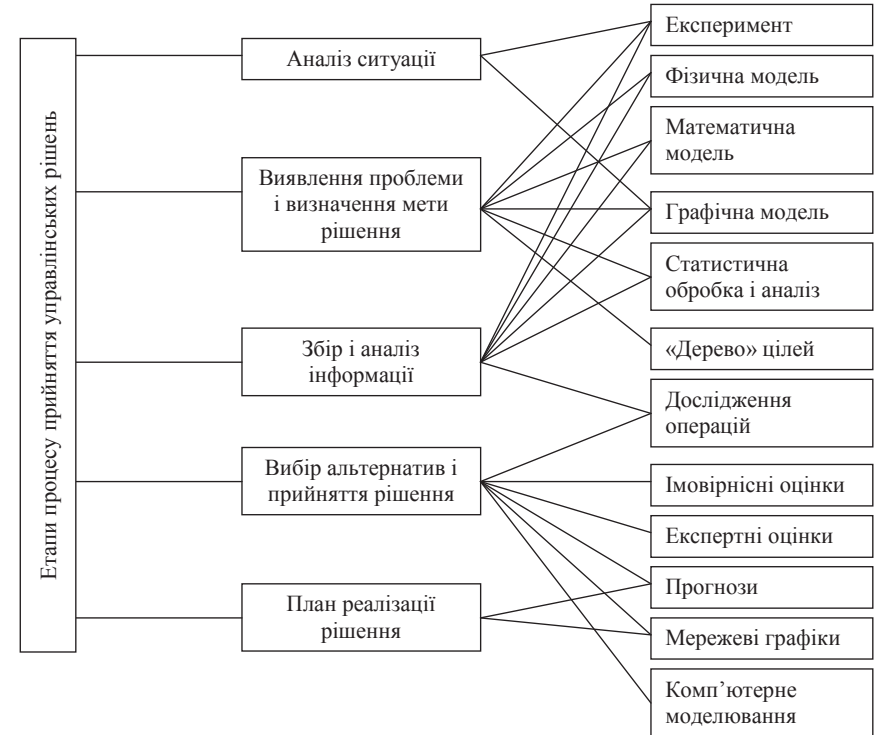 Етапи процесу прийняття управлінських рішень
Аналіз ситуації
Виявлення проблеми
і визначення мети
рішення
Збір і аналіз
інформації
Вибір альтернатив і
прийняття рішення
План реалізації
рішення
Експеримент
Фізична модель
Математична
модель
Графічна модель
Статистична
обробка і аналіз
«Дерево» цілей
Дослідження
операцій
Імовірнісні оцінки
Експертні оцінки
Прогнози
Мережеві графіки
Комп’ютерне
моделювання